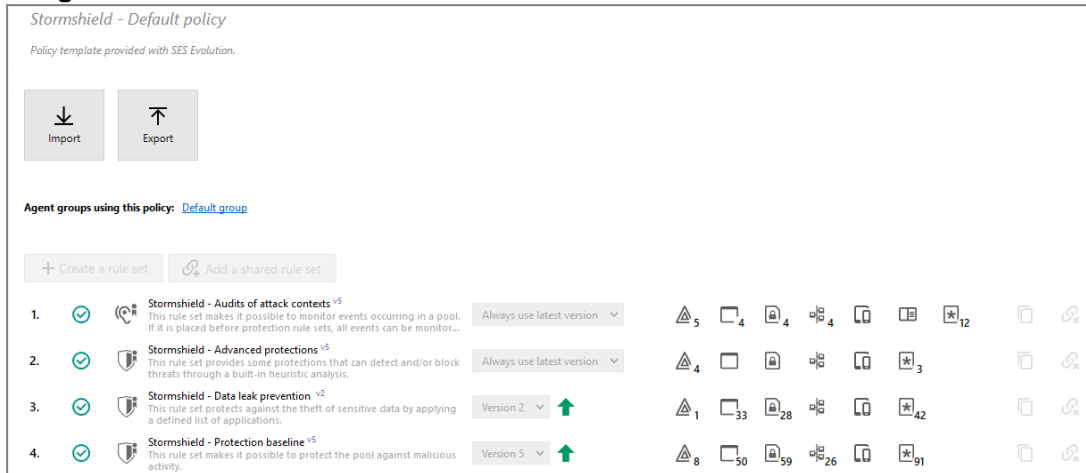 Stormshield - Default policy
Policy template provided with SES Evolution.
Import
Export
Agent groups using this policy: Default group
+ Create a rule set
Add a shared rule set
1.
Stormshield - Audits of attack contexts v5
This rule set makes it possible to monitor events occurring in a pool.
If it is placed before protection rule sets, all events can be monitor...
Always use latest version
5
4
4
4
12
2.
Stormshield - Advanced protections v5
This rule set provides some protections that can detect and/or block
threats through a built-in heuristic analysis.
Always use latest version
4
3
3.
Stormshield - Data leak prevention v2
This rule set protects against the theft of sensitive data by applying
a defined list of applications.
Version 2
1
33
28
42
4.
Stormshield - Protection baseline v5
This rule set makes it possible to protect the pool against malicious
activity.
Version 5
8
50
59
26
91